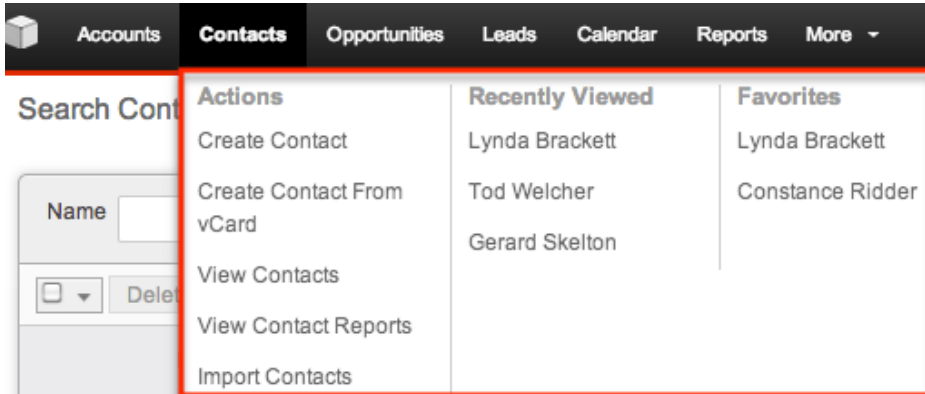 Accounts Contacts Opportunities Leads Calendar Reports More
Search Cont
Name
Delet
Actions
Create Contact
Create Contact From
vCard
View Contacts
View Contact Reports
Import Contacts
Recently Viewed
Lynda Brackett
Tod Welcher
Gerard Skelton
Favorites
Lynda Brackett
Constance Ridder